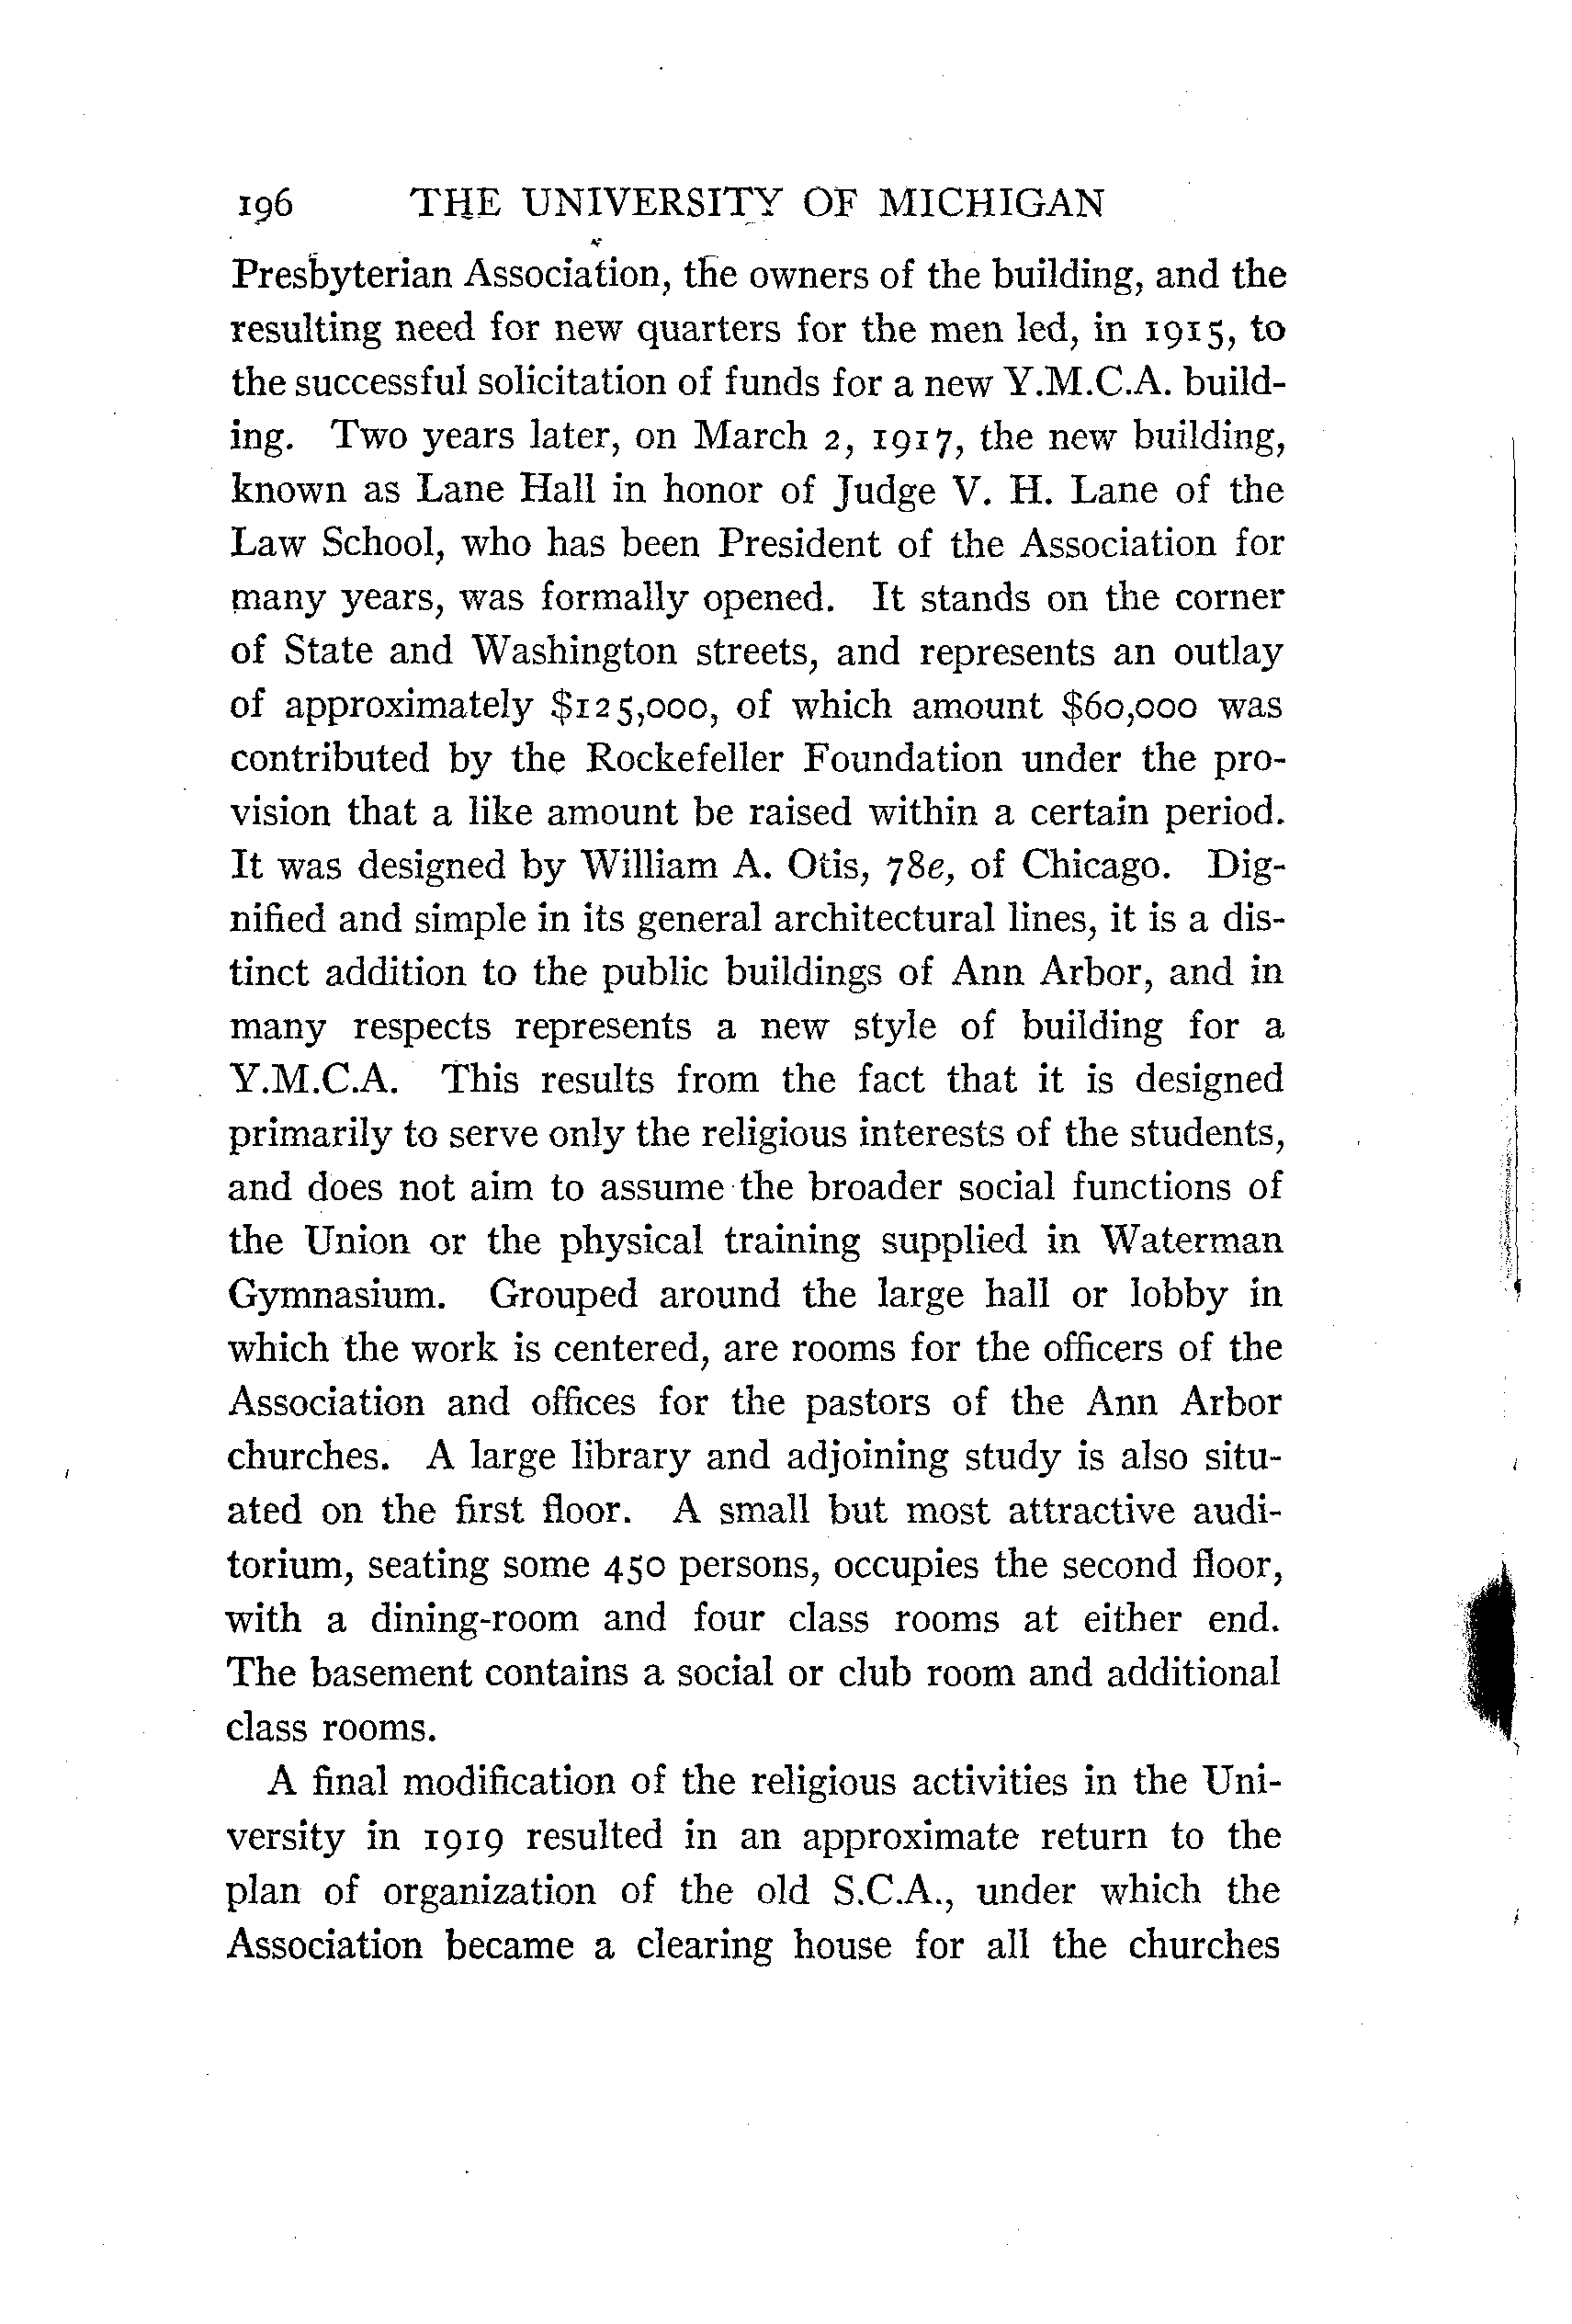 196 THE UNIVERSITY OF MICHIGAN
Presbyterian Association, the owners of the building, and the
resulting need for new quarters for the men led, in 1915, to
the successful solicitation of funds for a new Y.M.C.A. build-
ing. Two years later, on March 2, 1917, the new building,
known as Lane Hall in honor of Judge V. H. Lane of the
Law School, who has been President of the Association for
many years, was formally opened. It stands on the corner
of State and Washington streets, and represents an outlay
of approximately $125,000, of which amount $60,000 was
contributed by the Rockefeller Foundation under the pro-
vision that a like amount be raised within a certain period.
It was designed by William A. Otis, 78e, of Chicago. Dig-
nified and simple in its general architectural lines, it is a dis-
tinct addition to the public buildings of Ann Arbor, and in
many respects represents a new style of building for a
Y.M.C.A. This results from the fact that it is designed
primarily to serve only the religious interests of the students,
and does not aim to assume the broader social functions of
the Union or the physical training supplied in Waterman
Gymnasium. Grouped around the large hall or lobby in
which the work is centered, are rooms for the officers of the
Association and offices for the pastors of the Ann Arbor
churches. A large library and adjoining study is also situ-
ated on the first floor. A small but most attractive audi-
torium, seating some 450 persons, occupies the second floor,
with a dining-room and four class rooms at either end.
The basement contains a social or club room and additional
class rooms.
A final modification of the religious activities in the Uni-
versity in 1919 resulted in an approximate return to the
plan of organization of the old S.C.A., under which the
Association became a clearing house for all the churches